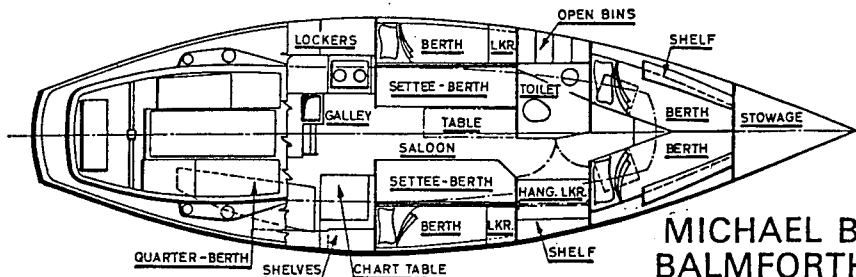 OPEN BINS
LOCKERS
BERTH
LKR.
SHELF
SETTEE-BERTH
TOILET
BERTH
GALLEY
TABLE
STOWAGE
BERTH
SALOON
SETTEE-BERTH
HANG. LKR.
BERTH
LKR.
QUARTER-BERTH
SHELVES
CHART TABLE
SHELF
MICHAEL B
BALMFORTH